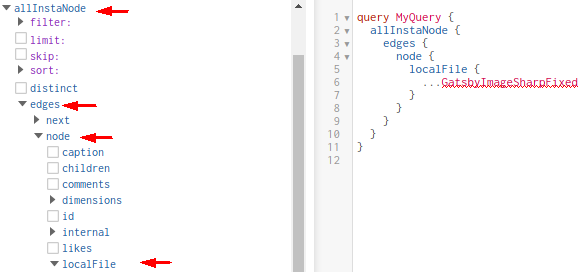 allInstaNode
filter:
limit:
skip:
sort:
distinct
edges
next
node
caption
children
comments
dimensions
id
internal
likes
localFile
1 query MyQuery {
2 allInstaNode {
3 edges {
4 node {
5 localFile {
6 ...GatsbyImageSharpFixed
7 }
8 }
9 }
10 }
11 }
12